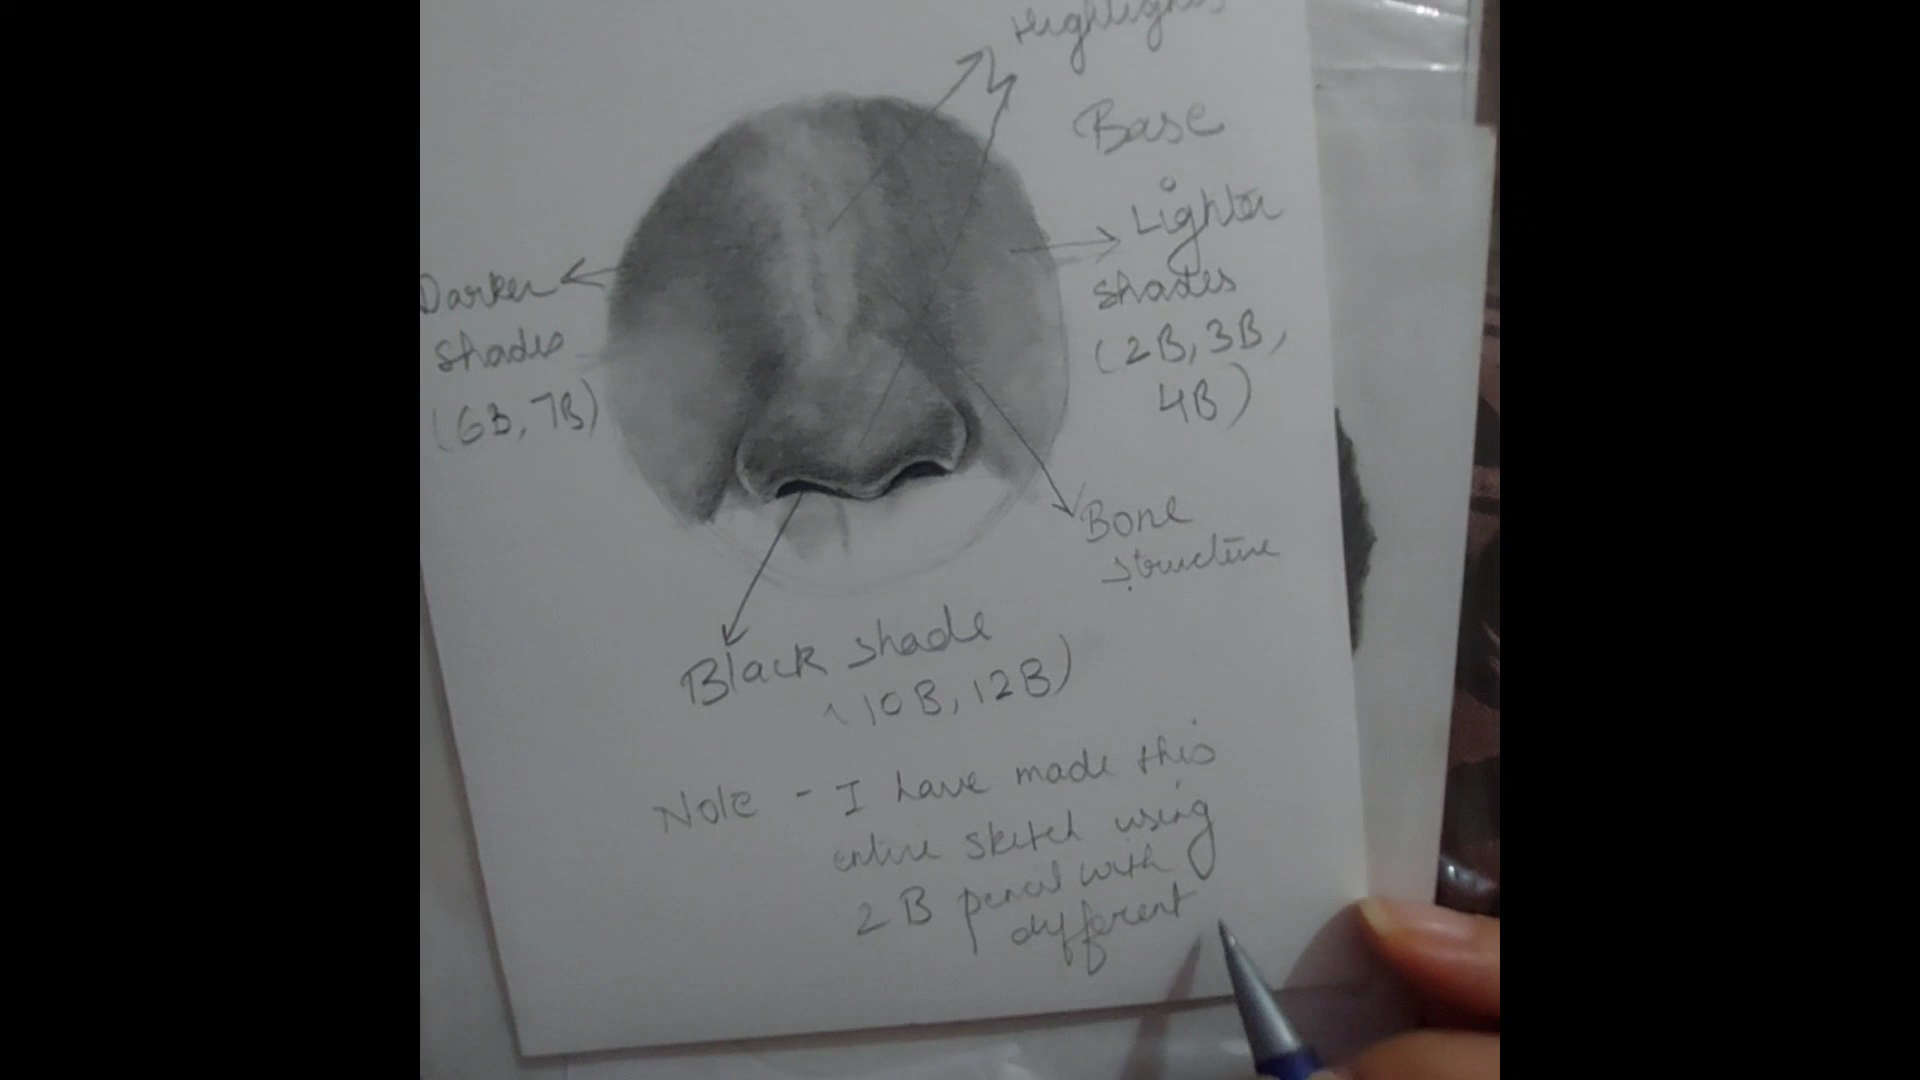 Highlights
Base
Lighter
shades
(2B, 3B,
4B)
Darker
shades
(6B, 7B)
Bone
structure
Black shade
(10B, 12B)
Note - I have made this
entire sketch using
2B pencil with
different